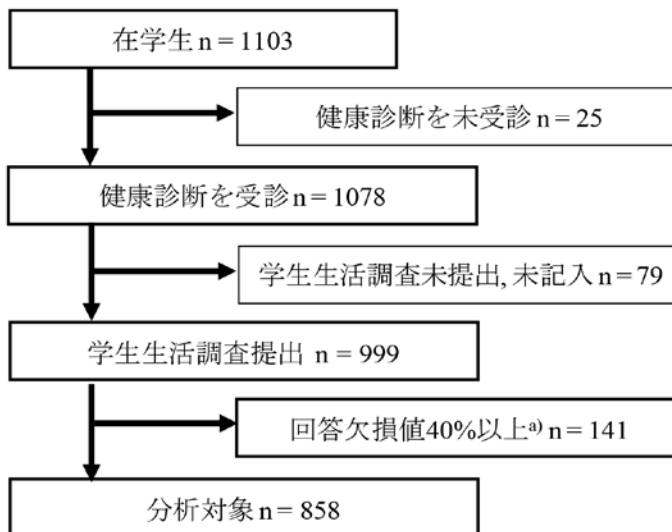 在学生 n = 1103
健康診断を未受診 n = 25
健康診断を受診 n = 1078
学生生活調査未提出, 未記入 n = 79
学生生活調査提出 n = 999
回答欠損値40%以上a) n = 141
分析対象 n = 858